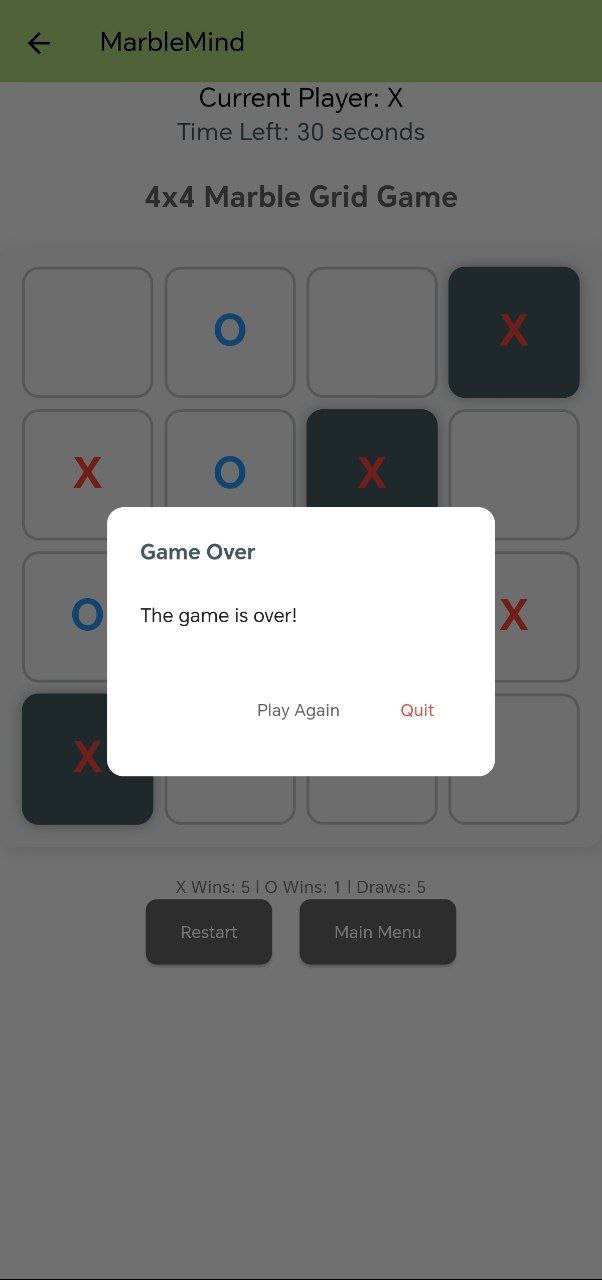 MarbleMind
Current Player: X
Time Left: 30 seconds
4x4 Marble Grid Game
O X
X O X
Game Over
O The game is over! X
Play Again Quit
X
X Wins: 5 | O Wins: 1 | Draws: 5
Restart Main Menu